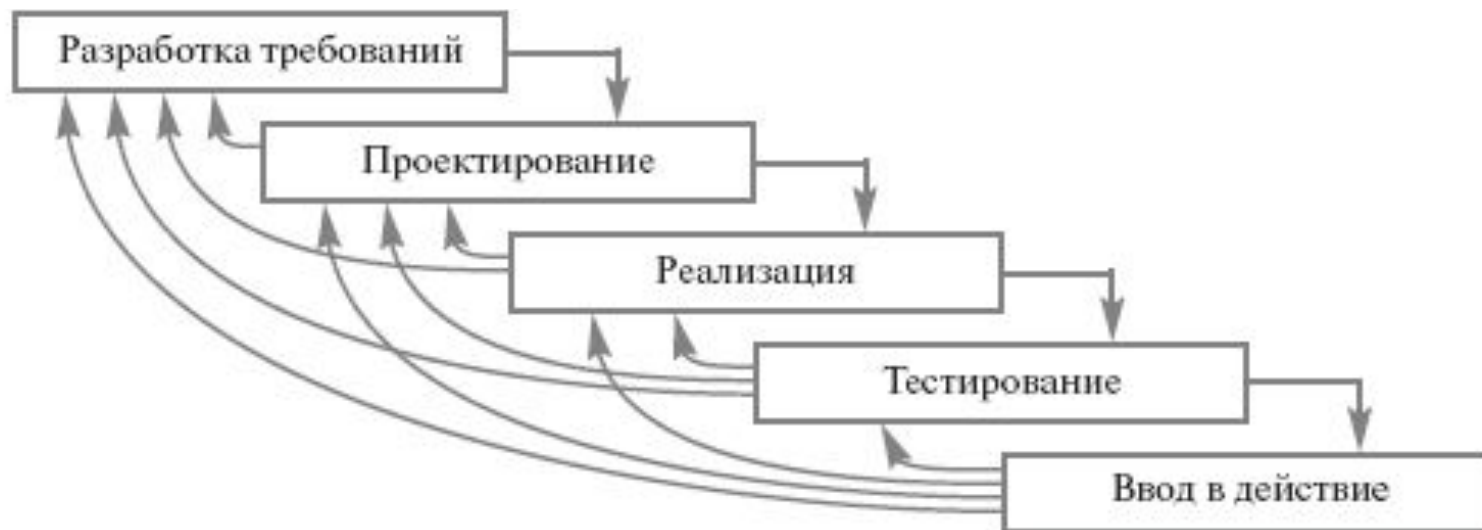 Разработка требований
Проектирование
Реализация
Тестирование
Ввод в действие